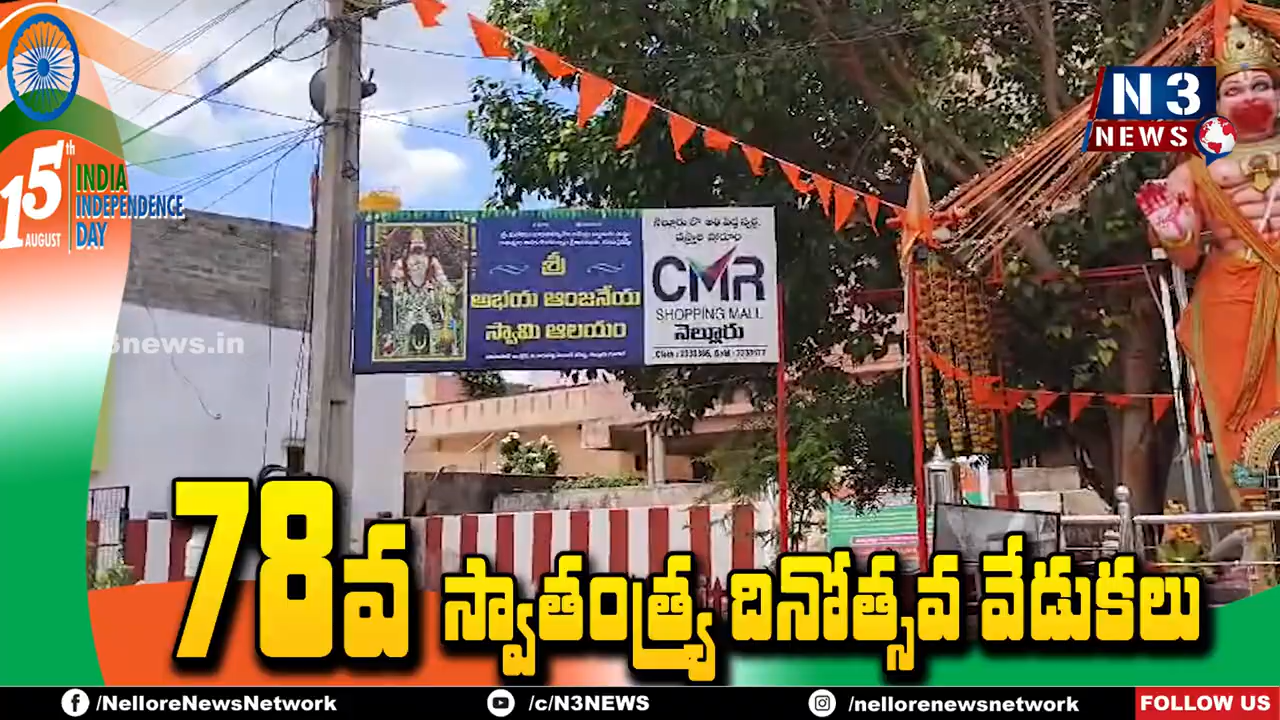 15th
AUGUST
INDIA
INDEPENDENCE
DAY
N3
NEWS
శ్రీ
అభయ ఆంజనేయ
స్వామి ఆలయం
CMR
SHOPPING MALL
నెల్లూరు
3news.in
78వ స్వాతంత్ర్య దినోత్సవ వేడుకలు
/NelloreNewsNetwork
/c/N3NEWS
/nellorenewsnetwork
FOLLOW US